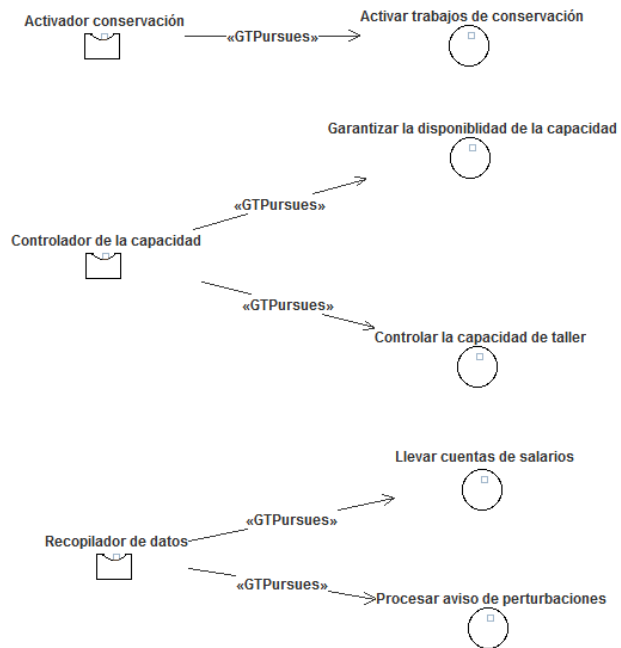 Activador conservación
«GTPursues»
Activar trabajos de conservación
Garantizar la disponiblidad de la capacidad
«GTPursues»
Controlador de la capacidad
«GTPursues»
Controlar la capacidad de taller
Llevar cuentas de salarios
«GTPursues»
Recopilador de datos
«GTPursues»
Procesar aviso de perturbaciones